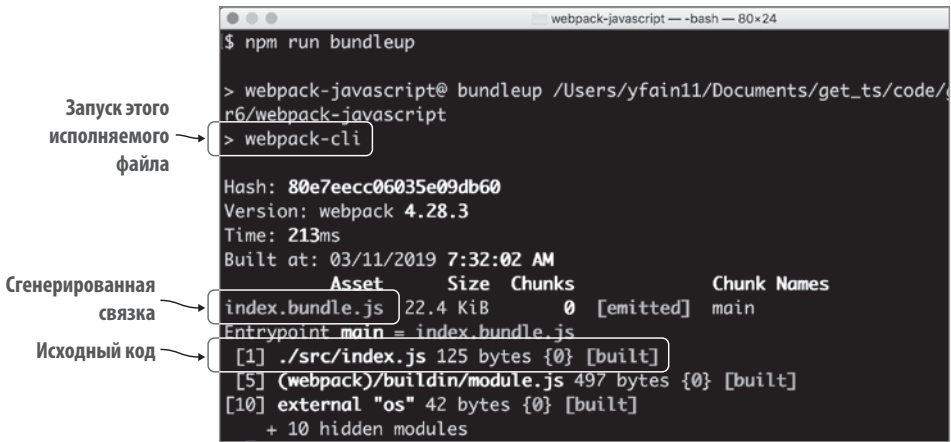 webpack-javascript — -bash — 80×24
$ npm run bundleup
> webpack-javascript@ bundleup /Users/yfain11/Documents/get_ts/code/
r6/webpack-javascript
Запуск этого
исполняемого
файла
> webpack-cli
Hash: 80e7eecc06035e09db60
Version: webpack 4.28.3
Time: 213ms
Built at: 03/11/2019 7:32:02 AM
Asset Size Chunks Chunk Names
Сгенерированная
связка
index.bundle.js 22.4 KiB 0 [emitted] main
Entrypoint main = index.bundle.js
Исходный код
[1] ./src/index.js 125 bytes {0} [built]
[5] (webpack)/buildin/module.js 497 bytes {0} [built]
[10] external "os" 42 bytes {0} [built]
+ 10 hidden modules